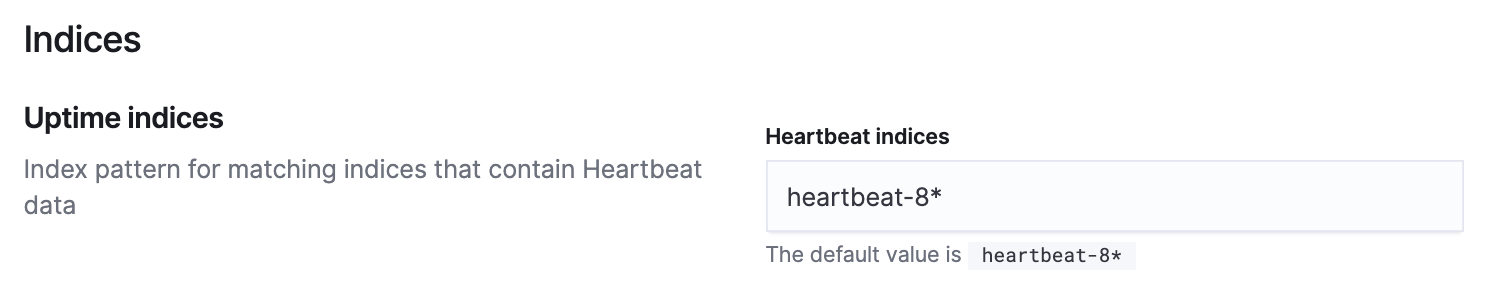 Indices
Uptime indices
Index pattern for matching indices that contain Heartbeat
data
Heartbeat indices
heartbeat-8*
The default value is heartbeat-8*